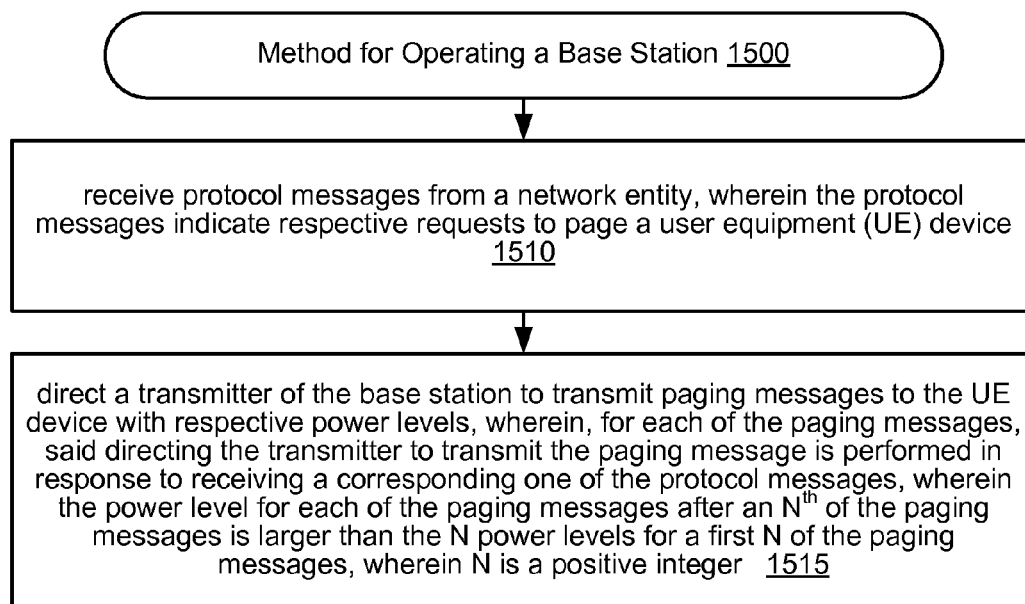 Method for Operating a Base Station 1500
receive protocol messages from a network entity, wherein the protocol
messages indicate respective requests to page a user equipment (UE) device
1510
direct a transmitter of the base station to transmit paging messages to the UE
device with respective power levels, wherein, for each of the paging messages,
said directing the transmitter to transmit the paging message is performed in
response to receiving a corresponding one of the protocol messages, wherein
the power level for each of the paging messages after an Nth of the paging
messages is larger than the N power levels for a first N of the paging
messages, wherein N is a positive integer 1515